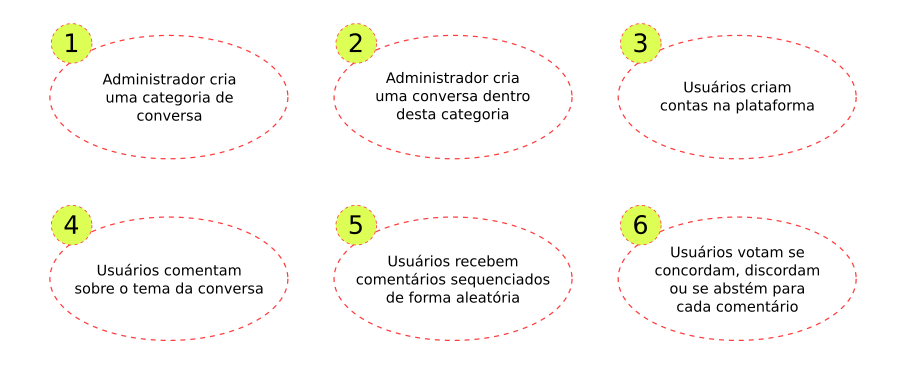 1
Administrador cria
uma categoria de
conversa
2
Administrador cria
uma conversa dentro
desta categoria
3
Usuários criam
contas na plataforma
4
Usuários comentam
sobre o tema da conversa
5
Usuários recebem
comentários sequenciados
de forma aleatória
6
Usuários votam se
concordam, discordam
ou se abstém para
cada comentário